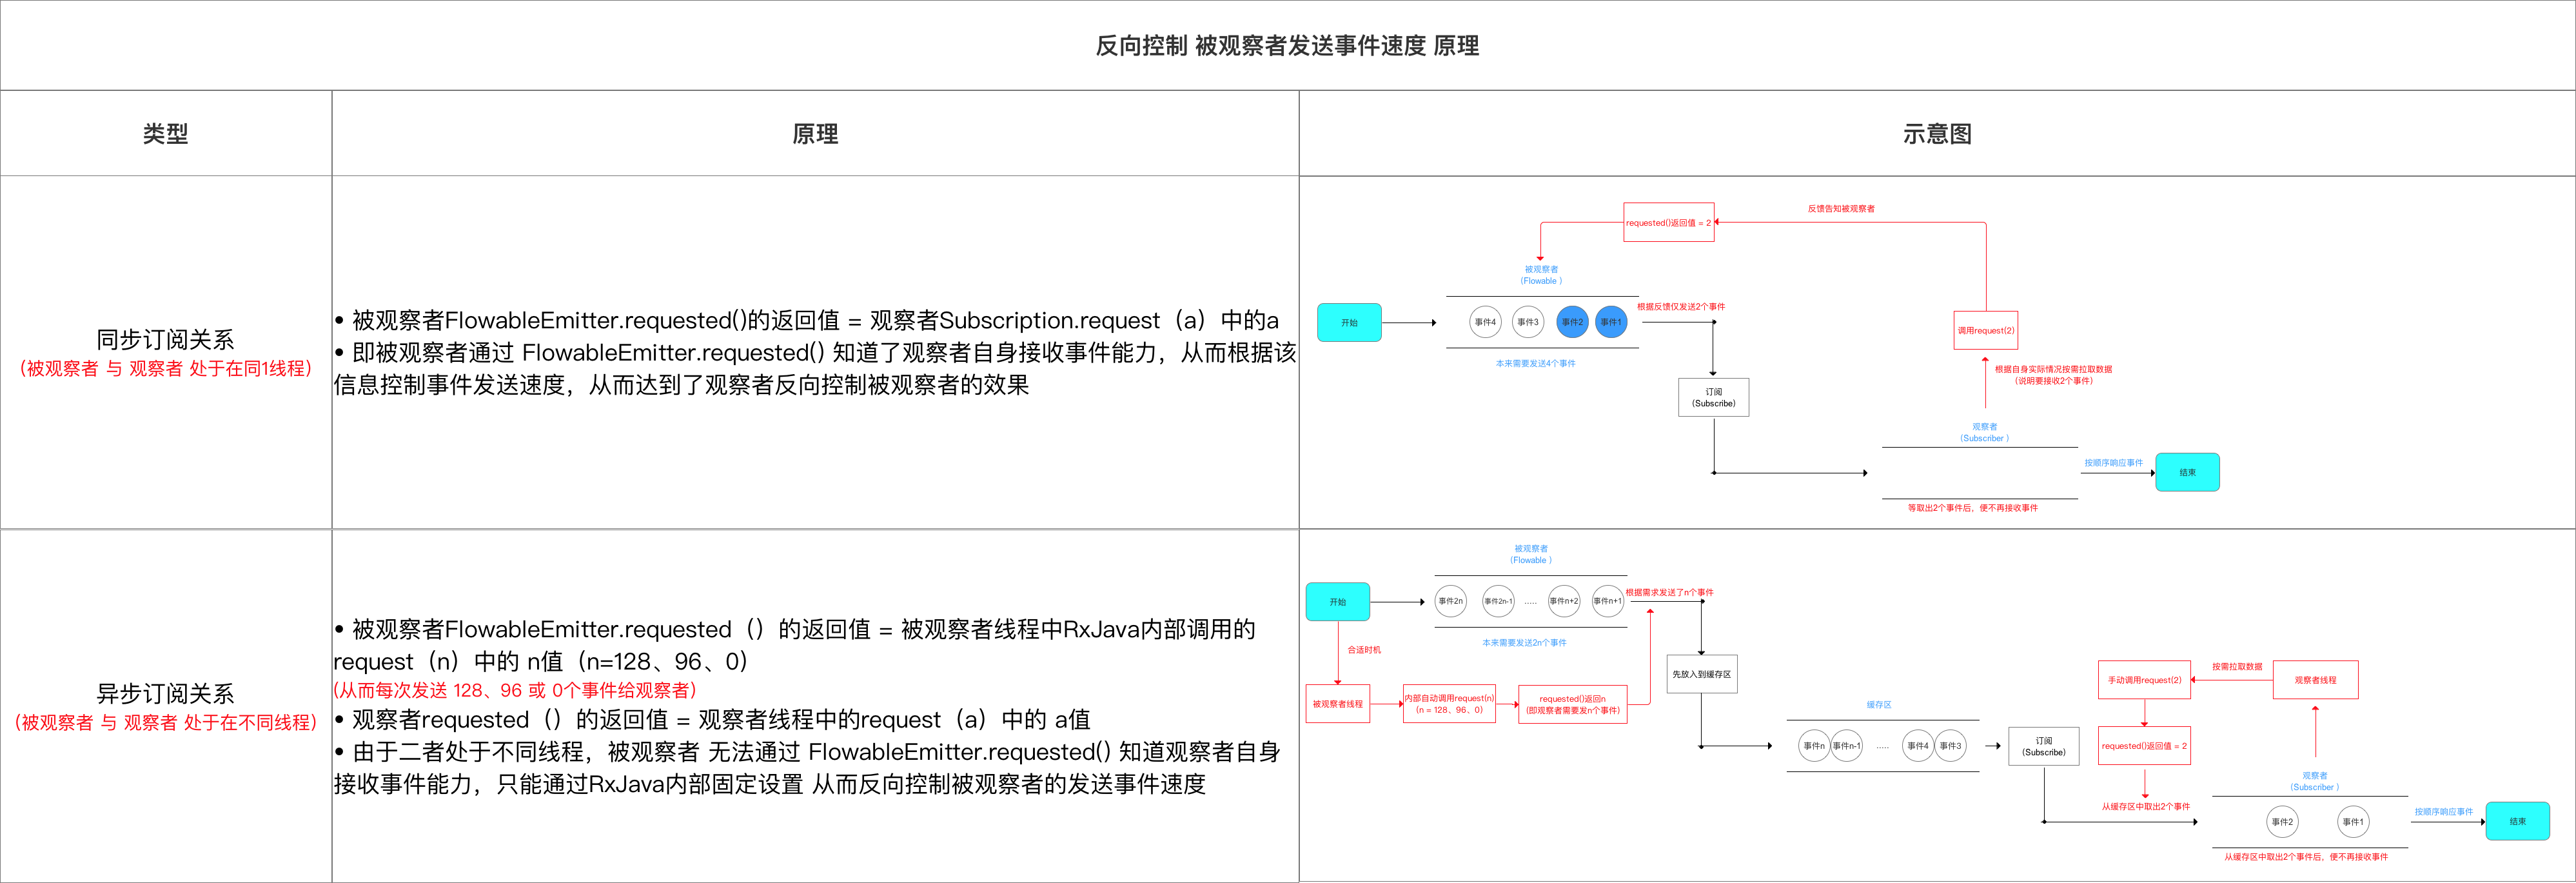 反向控制 被观察者发送事件速度 原理
类型
原理
示意图
同步订阅关系
（被观察者 与 观察者 处于在同1线程）
• 被观察者FlowableEmitter.requested()的返回值 = 观察者Subscription.request（a）中的a
• 即被观察者通过 FlowableEmitter.requested() 知道了观察者自身接收事件能力，从而根据该
信息控制事件发送速度，从而达到了观察者反向控制被观察者的效果
requested()返回值 = 2
反馈告知被观察者
被观察者
（Flowable ）
开始
事件4
事件3
事件2
事件1
根据反馈仅发送2个事件
本来需要发送4个事件
调用request(2)
根据自身实际情况按需拉取数据
（说明要接收2个事件）
订阅
（Subscribe）
观察者
（Subscriber ）
按顺序响应事件
结束
等取出2个事件后，便不再接收事件
异步订阅关系
（被观察者 与 观察者 处于在不同线程）
• 被观察者FlowableEmitter.requested（）的返回值 = 被观察者线程中RxJava内部调用的
request（n）中的 n值（n=128、96、0）
(从而每次发送 128、96 或 0个事件给观察者)
• 观察者requested（）的返回值 = 观察者线程中的request（a）中的 a值
• 由于二者处于不同线程，被观察者 无法通过 FlowableEmitter.requested() 知道观察者自身
接收事件能力，只能通过RxJava内部固定设置 从而反向控制被观察者的发送事件速度
被观察者
（Flowable ）
开始
事件2n
事件2n-1
.....
事件n+2
事件n+1
根据需求发送了n个事件
本来需要发送2n个事件
合适时机
被观察者线程
内部自动调用request(n)
（n = 128、96、0）
requested()返回n
(即观察者需要发n个事件)
先放入到缓存区
缓存区
事件n
事件n-1
.....
事件4
事件3
订阅
（Subscribe）
手动调用request(2)
按需拉取数据
观察者线程
requested()返回值 = 2
从缓存区中取出2个事件
观察者
（Subscriber ）
事件2
事件1
按顺序响应事件
结束
从缓存区中取出2个事件后，便不再接收事件